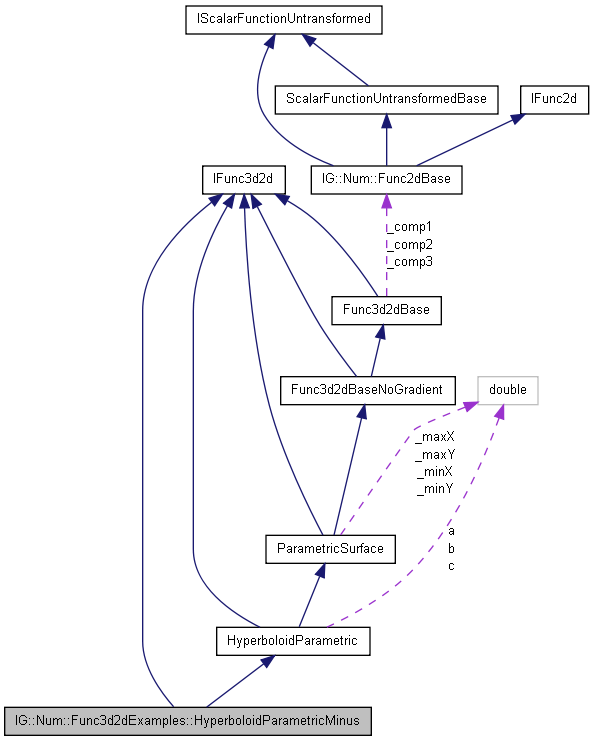 IScalarFunctionUntransformed
ScalarFunctionUntransformedBase
IFunc2d
IFunc3d2d
IG::Num::Func2dBase
_comp1
_comp2
_comp3
Func3d2dBase
Func3d2dBaseNoGradient
double
_maxX
_maxY
_minX
_minY
a
b
c
ParametricSurface
HyperboloidParametric
IG::Num::Func3d2dExamples::HyperboloidParametricMinus